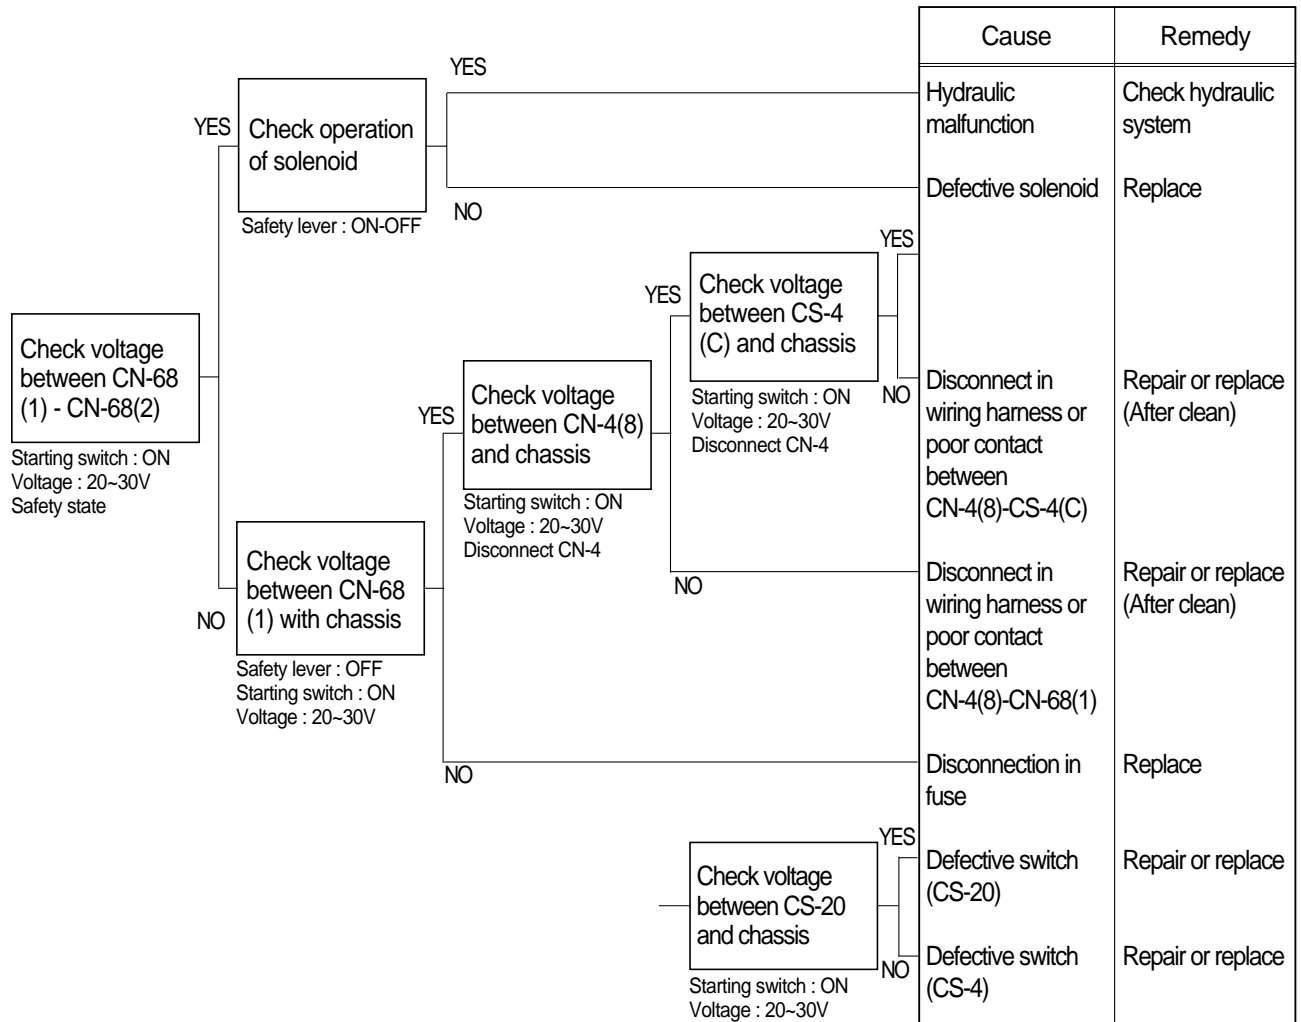 Cause
Remedy
YES
Hydraulic
malfunction
Check hydraulic
system
YES
Check operation
of solenoid
Defective solenoid
Replace
NO
Safety lever : ON-OFF
YES
Check voltage
between CS-4
(C) and chassis
YES
Check voltage
between CN-68
(1) - CN-68(2)
Starting switch : ON
Voltage : 20~30V
Safety state
Check voltage
between CN-4(8)
and chassis
YES
Starting switch : ON
Voltage : 20~30V
Disconnect CN-4
NO
Disconnect in
wiring harness or
poor contact
between
CN-4(8)-CS-4(C)
Repair or replace
(After clean)
Starting switch : ON
Voltage : 20~30V
Disconnect CN-4
Check voltage
between CN-68
(1) with chassis
NO
Safety lever : OFF
Starting switch : ON
Voltage : 20~30V
NO
Disconnect in
wiring harness or
poor contact
between
CN-4(8)-CN-68(1)
Repair or replace
(After clean)
NO
Disconnection in
fuse
Replace
YES
Check voltage
between CS-20
and chassis
Defective switch
(CS-20)
Repair or replace
NO
Defective switch
(CS-4)
Repair or replace
Starting switch : ON
Voltage : 20~30V